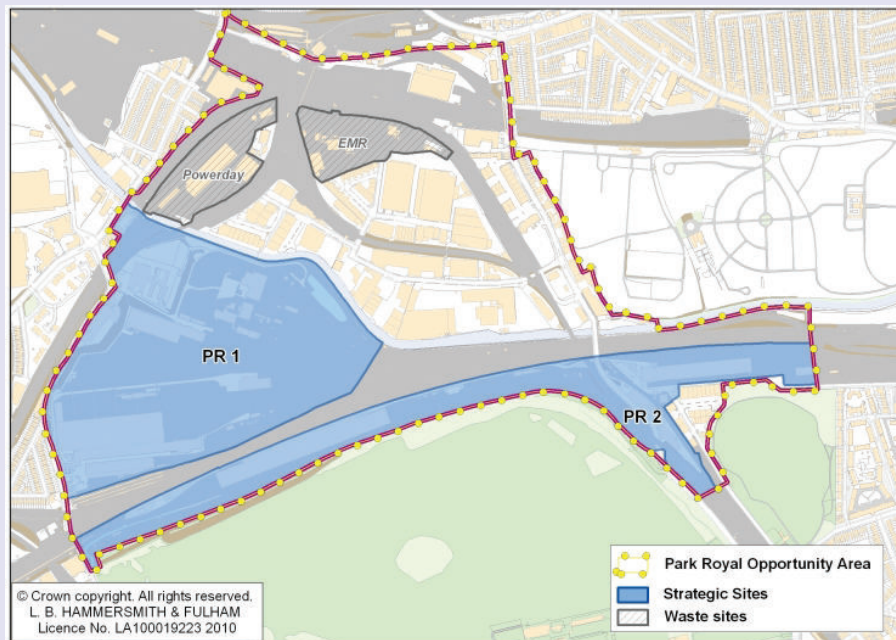 EMR
Powerday
PR 1
PR 2
Park Royal Opportunity Area
Strategic Sites
Waste sites
© Crown copyright. All rights reserved.
L. B. HAMMERSMITH & FULHAM
Licence No. LA100019223 2010